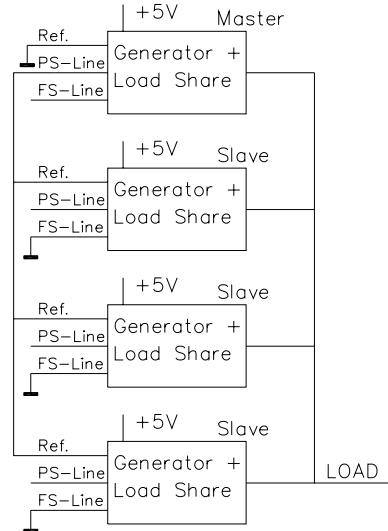 +5V
Master
Ref.
PS-Line
FS-Line
Generator +
Load Share
+5V
Slave
Ref.
PS-Line
FS-Line
Generator +
Load Share
+5V
Slave
Ref.
PS-Line
FS-Line
Generator +
Load Share
+5V
Slave
Ref.
PS-Line
FS-Line
Generator +
Load Share
LOAD